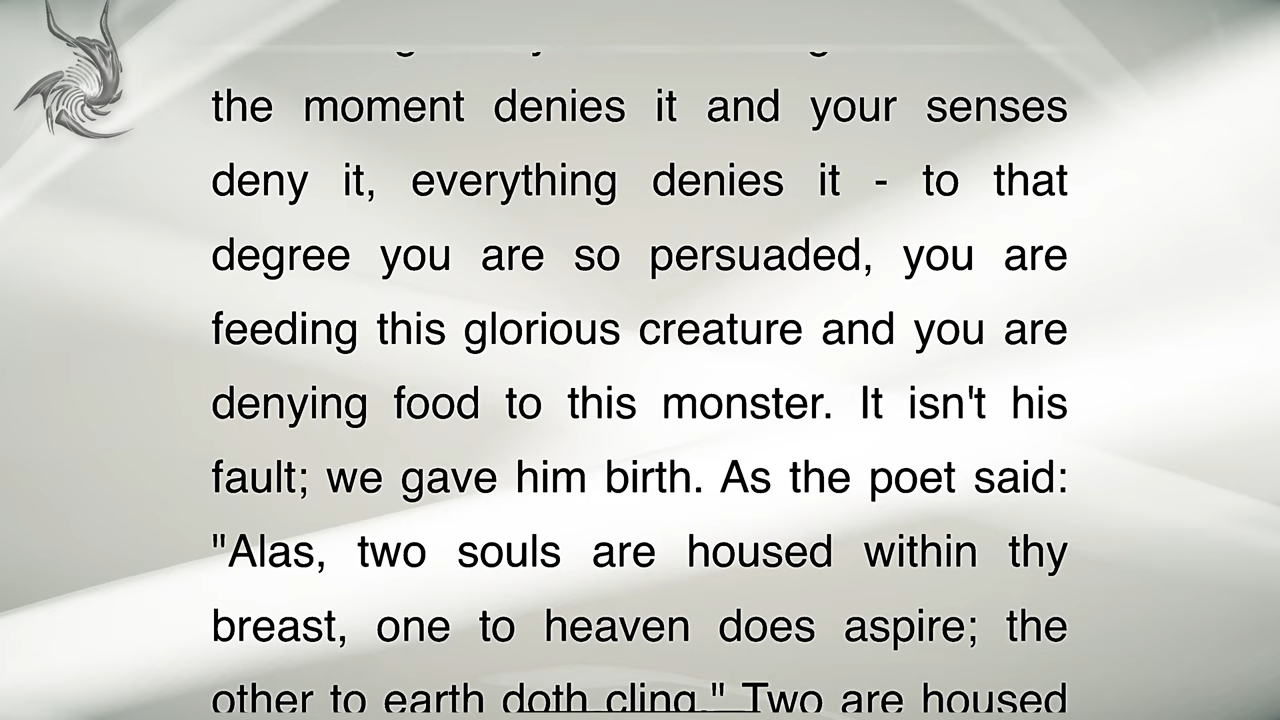 the moment denies it and your senses
deny it, everything denies it - to that
degree you are so persuaded, you are
feeding this glorious creature and you are
denying food to this monster. It isn't his
fault; we gave him birth. As the poet said:
"Alas, two souls are housed within thy
breast, one to heaven does aspire; the
other to earth doth cling." Two are housed